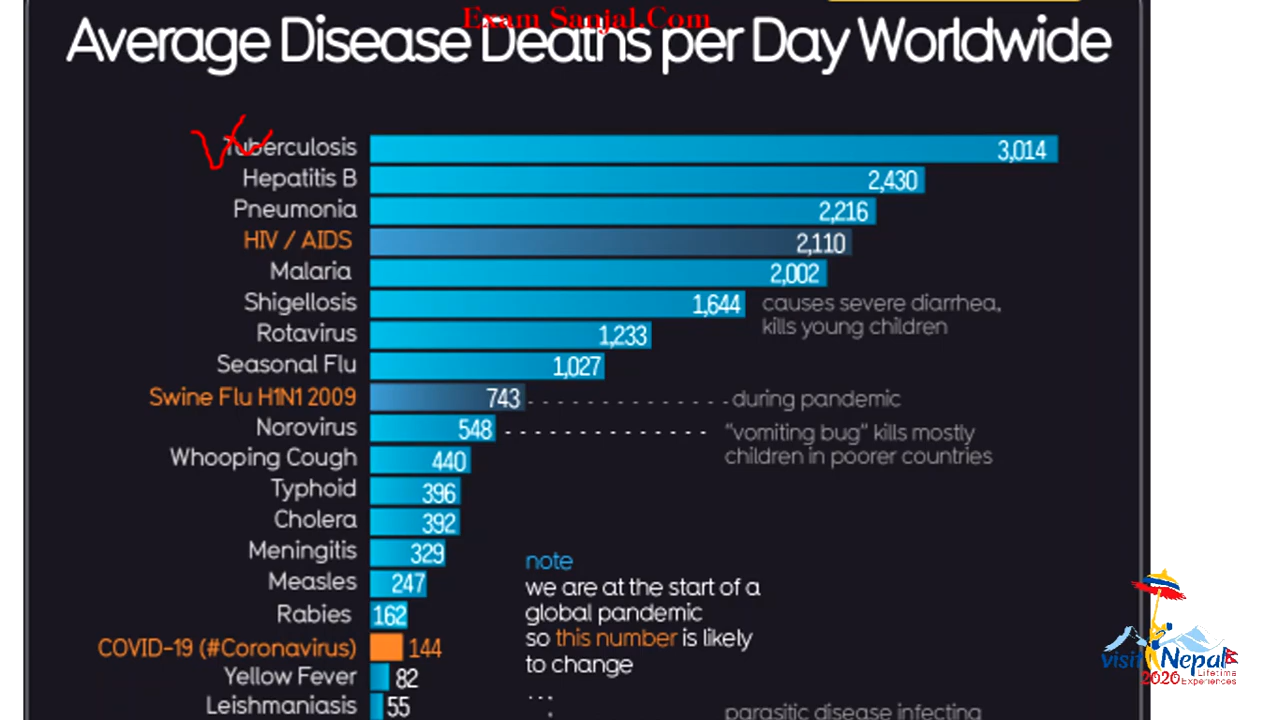 Exam Sanjal.Com
Average Disease Deaths per Day Worldwide
Tuberculosis 3,014
Hepatitis B 2,430
Pneumonia 2,216
HIV / AIDS 2,110
Malaria 2,002
Shigellosis 1,644 causes severe diarrhea,
kills young children
Rotavirus 1,233
Seasonal Flu 1,027
Swine Flu H1N1 2009 743 during pandemic
Norovirus 548 "vomiting bug" kills mostly
children in poorer countries
Whooping Cough 440
Typhoid 396
Cholera 392
Meningitis 329
Measles 247
Rabies 162
COVID-19 (#Coronavirus) 144
Yellow Fever 82
Leishmaniasis 55
note
we are at the start of a
global pandemic
so this number is likely
to change
parasitic disease infecting
visit Nepal
2020 Lifetime
Experiences